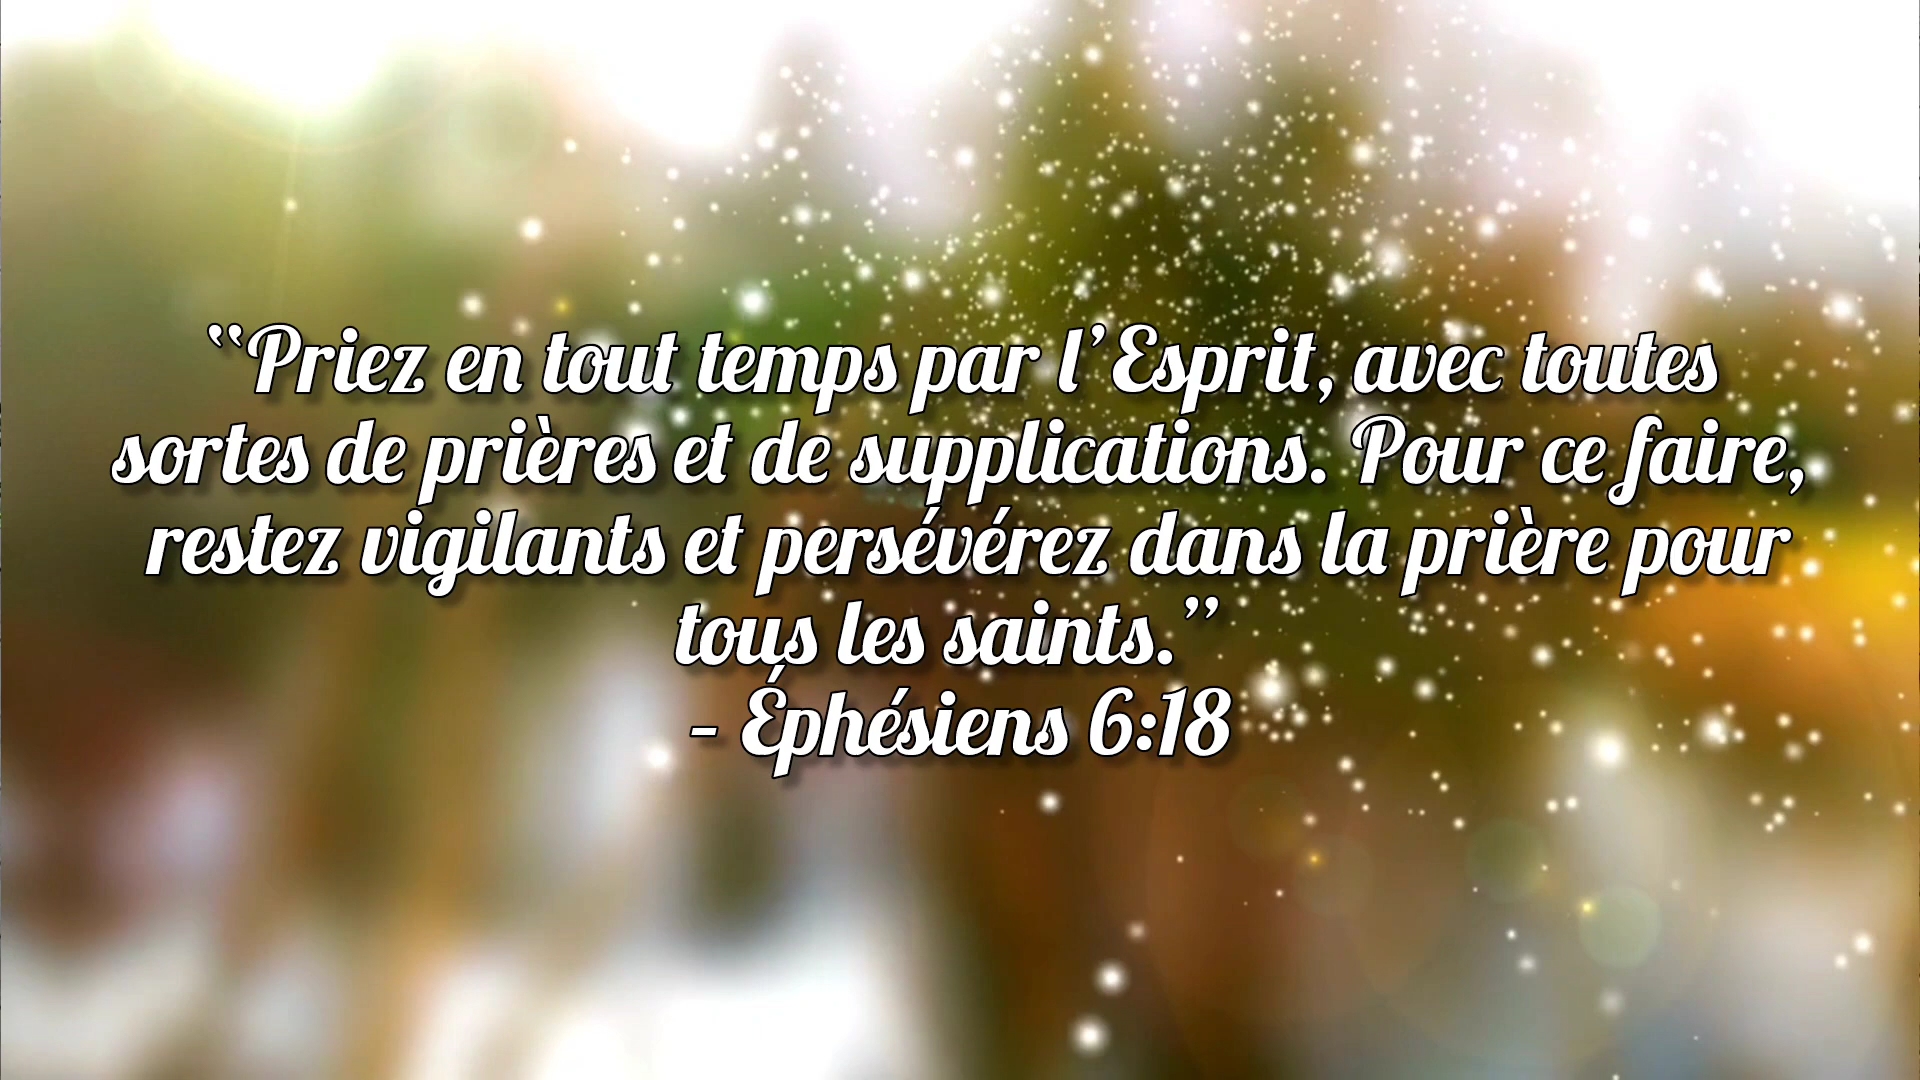 “Priez en tout temps par l’Esprit, avec toutes
sortes de prières et de supplications. Pour ce faire,
restez vigilants et persévérez dans la prière pour
tous les saints.”
- Éphésiens 6:18